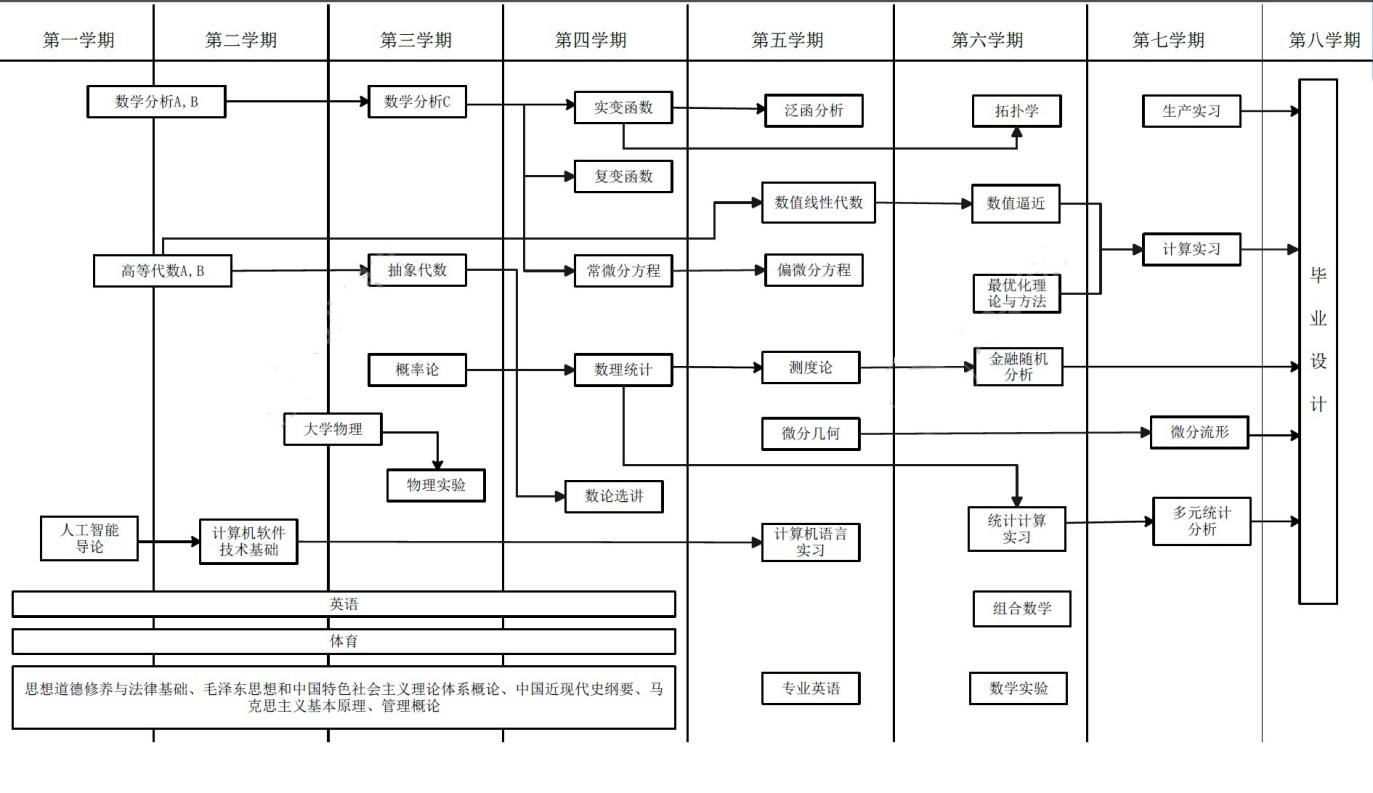 第一学期
第二学期
第三学期
第四学期
第五学期
第六学期
第七学期
第八学期
数学分析A,B
数学分析C
实变函数
泛函分析
拓扑学
生产实习
复变函数
数值线性代数
数值逼近
计算实习
高等代数A,B
抽象代数
常微分方程
偏微分方程
最优化理
论与方法
概率论
数理统计
测度论
金融随机
分析
大学物理
微分几何
微分流形
物理实验
数论选讲
人工智能
导论
计算机软件
技术基础
计算机语言
实习
统计计算
实习
多元统计
分析
毕
业
设
计
英语
组合数学
体育
思想道德修养与法律基础、毛泽东思想和中国特色社会主义理论体系概论、中国近现代史纲要、马
克思主义基本原理、管理概论
专业英语
数学实验